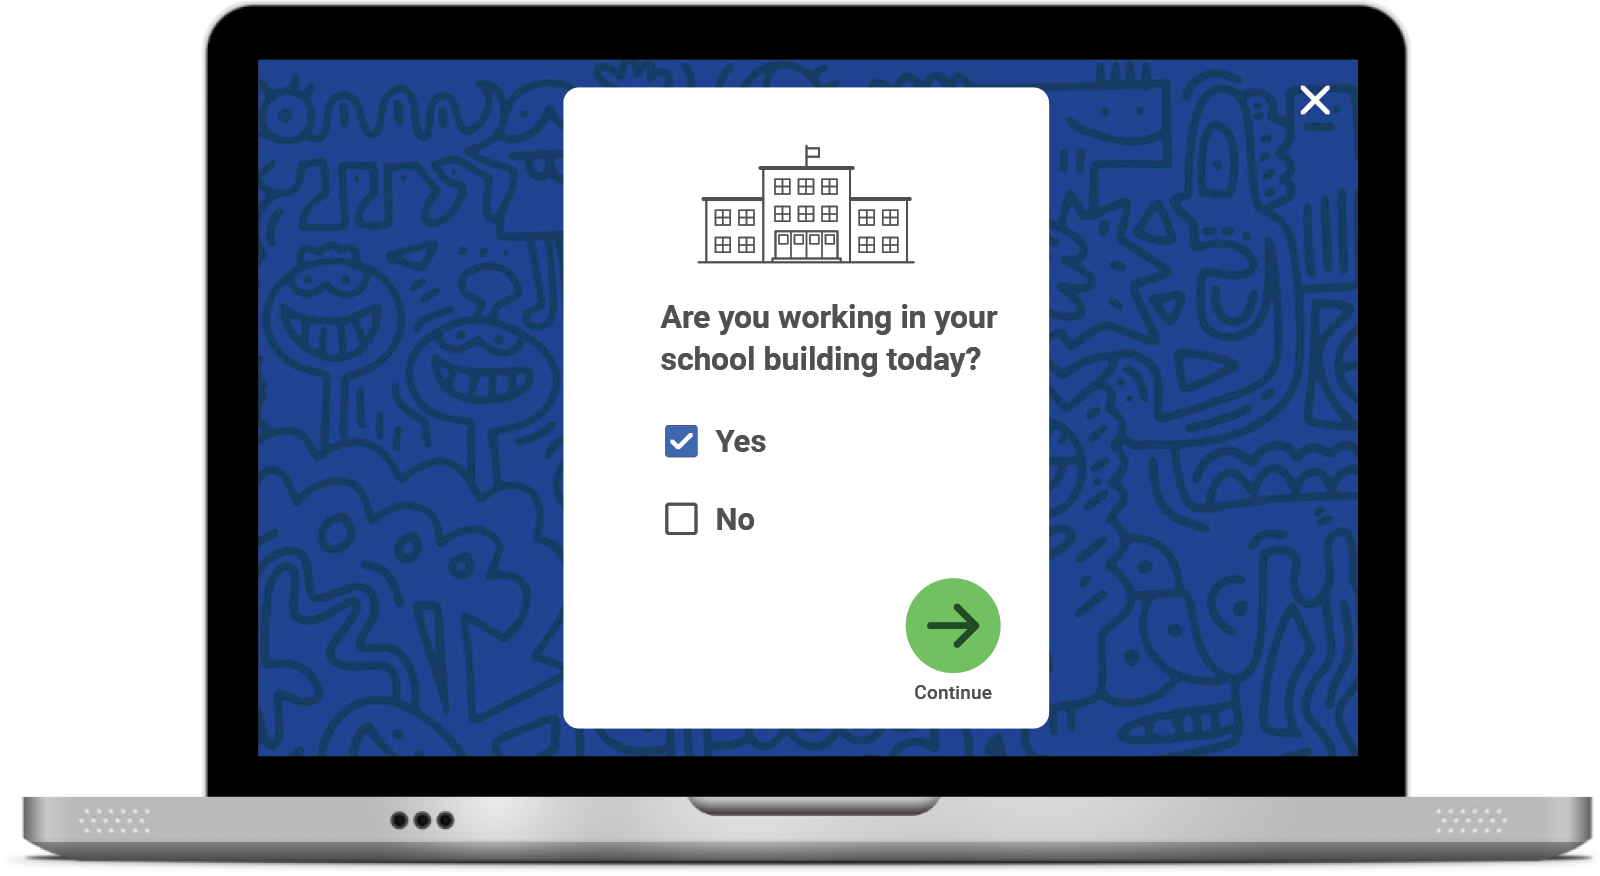 Are you working in your
school building today?
Yes
No
Continue